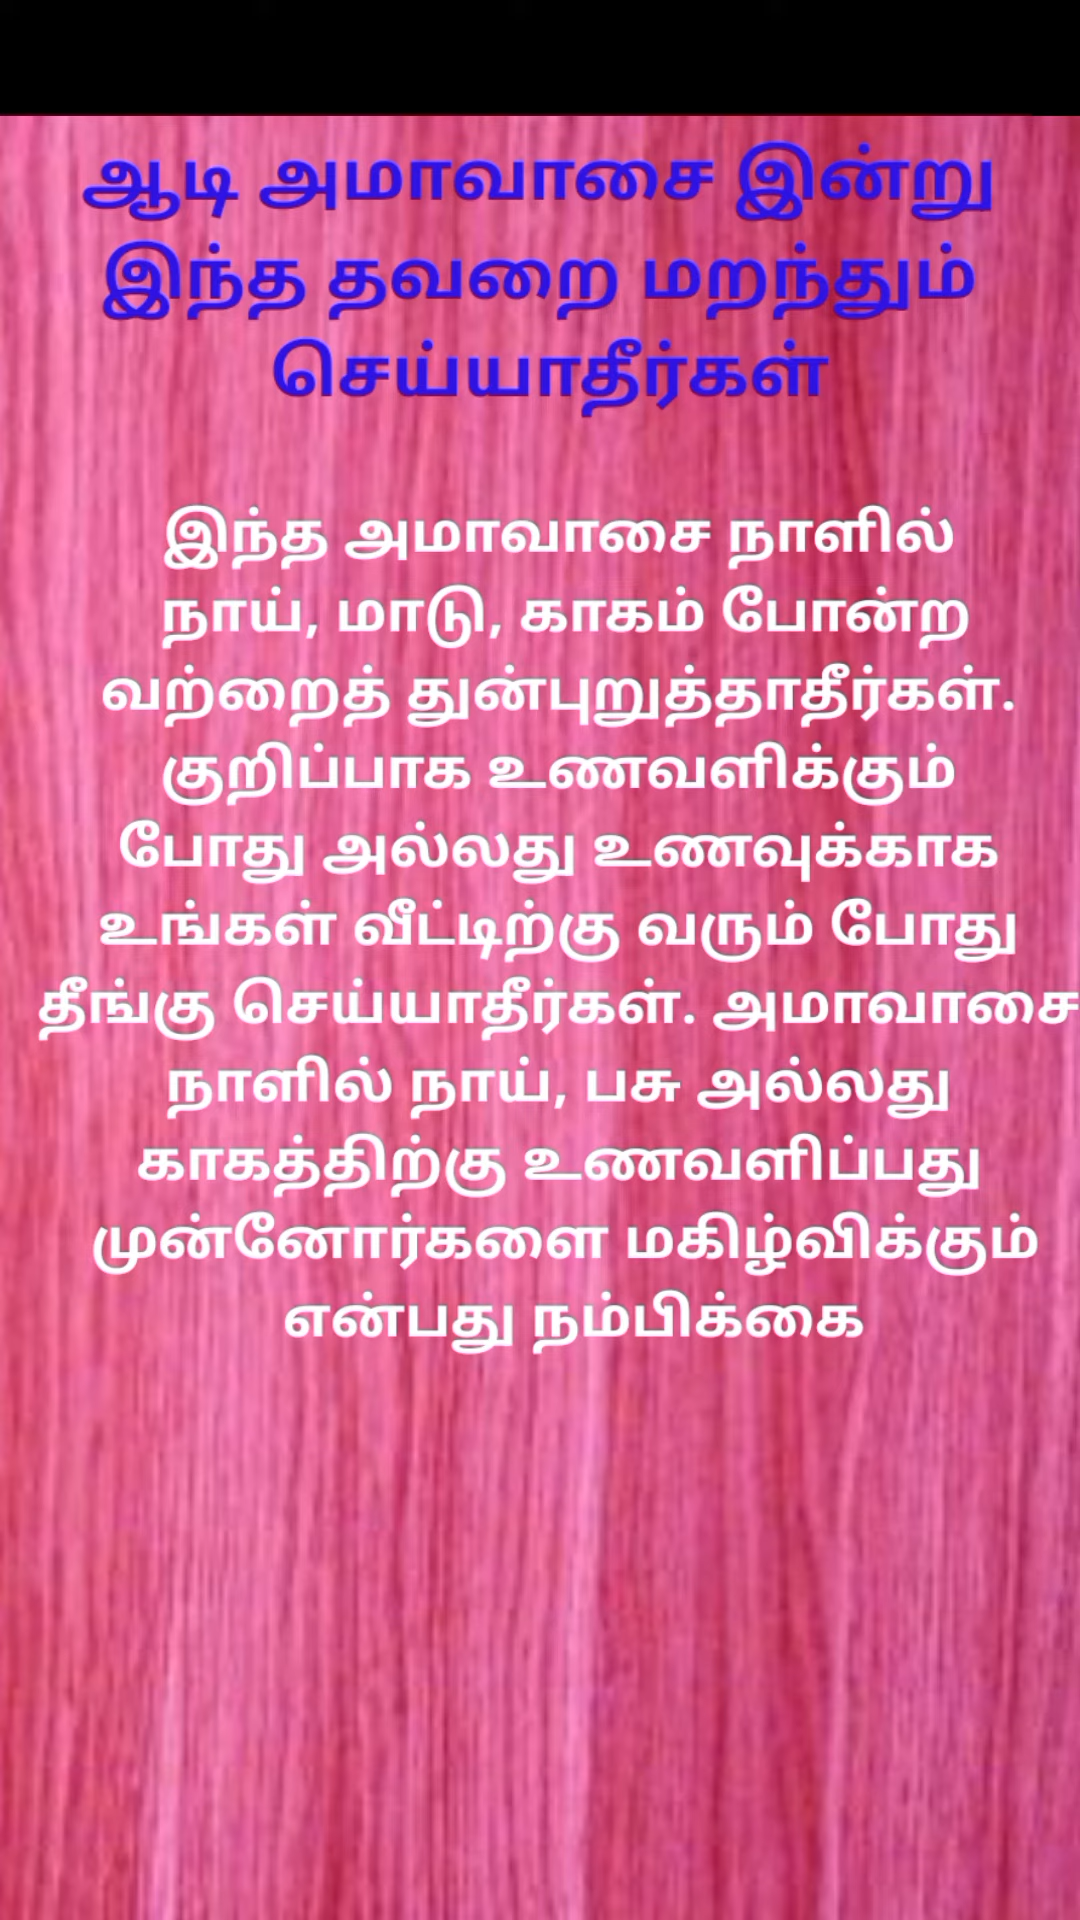 ஆடி அமாவாசை இன்று
இந்த தவறை மறந்தும்
செய்யாதீர்கள்
இந்த அமாவாசை நாளில்
நாய், மாடு, காகம் போன்ற
வற்றைத் துன்புறுத்தாதீர்கள்.
குறிப்பாக உணவளிக்கும்
போது அல்லது உணவுக்காக
உங்கள் வீட்டிற்கு வரும் போது
தீங்கு செய்யாதீர்கள். அமாவாசை
நாளில் நாய், பசு அல்லது
காகத்திற்கு உணவளிப்பது
முன்னோர்களை மகிழ்விக்கும்
என்பது நம்பிக்கை